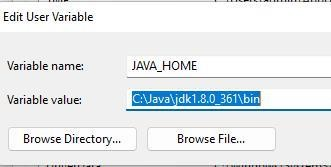 Edit User Variable
Variable name:
JAVA_HOME
Variable value:
C:\Java\jdk1.8.0_361\bin
Browse Directory...
Browse File...